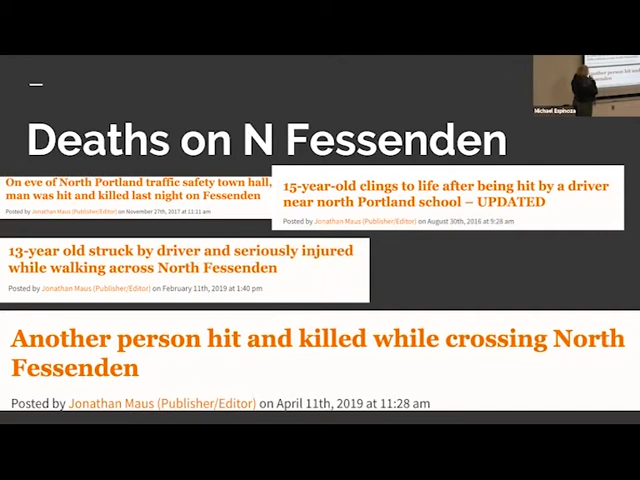 Deaths on N Fessenden
On eve of North Portland traffic safety town hall,
man was hit and killed last night on Fessenden
Posted by Jonathan Maus (Publisher/Editor) on November 27th, 2017 at 11:11 am
15-year-old clings to life after being hit by a driver
near north Portland school – UPDATED
Posted by Jonathan Maus (Publisher/Editor) on August 30th, 2016 at 9:28 am
13-year old struck by driver and seriously injured
while walking across North Fessenden
Posted by Jonathan Maus (Publisher/Editor) on February 11th, 2019 at 1:40 pm
Another person hit and killed while crossing North
Fessenden
Posted by Jonathan Maus (Publisher/Editor) on April 11th, 2019 at 11:28 am
Michael Espinoza